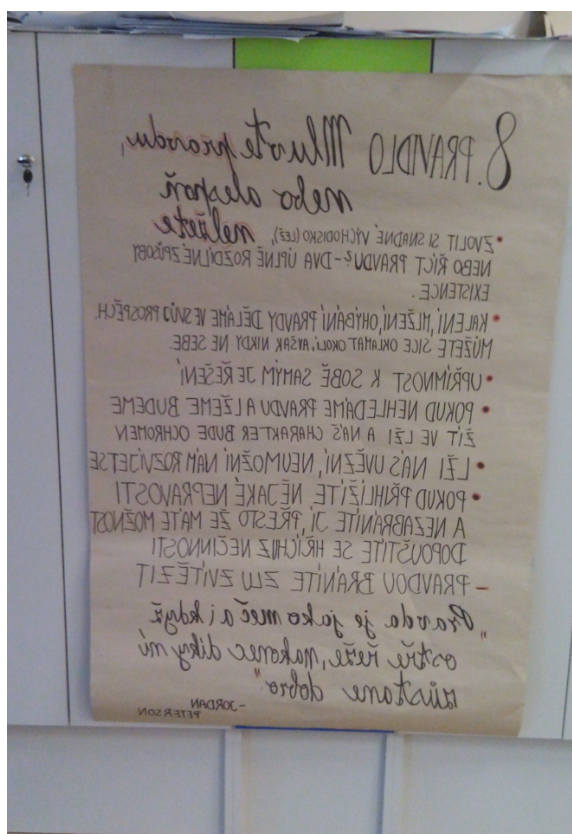 8. PRAVIDLO Mluvte pravdu,
nebo alespoň
nelžete
• ZVOLIT SI SNADNÉ VÝCHODISKO (LEŽ),
NEBO ŘÍCT PRAVDU? - DVA ÚPLNĚ ROZDÍLNÉ ZPŮSOBY
EXISTENCE.
• KALENÍ, MLŽENÍ, OHÝBÁNÍ PRAVDY DĚLÁME VE SVŮJ PROSPĚCH.
MŮŽETE SICE OKLAMAT OKOLÍ, AVŠAK NIKDY NE SEBE.
• UPŘÍMNOST K SOBĚ SAMÝM JE ŘEŠENÍ
• POKUD NEHLEDÁME PRAVDU A LŽEME BUDEME
ŽÍT VE LŽI A NÁŠ CHARAKTER BUDE OCHROMEN
• LŽI NÁS UVĚZNÍ, NEUMOŽNÍ NÁM ROZVÍJET SE
• POKUD PŘIHLÍŽÍTE NĚJAKÉ NEPRAVOSTI
A NEZABRÁNÍTE JÍ, PŘESTO ŽE MÁTE MOŽNOST
DOPOUŠTÍTE SE HŘÍCHU Z NEČINNOSTI
- PRAVDOU BRÁNÍTE ZLU ZVÍTĚZIT
"Pravda je jako meč a i když
ostře řeže, nakonec díky mí
zůstane dobro"
- JORDAN
PETERSON